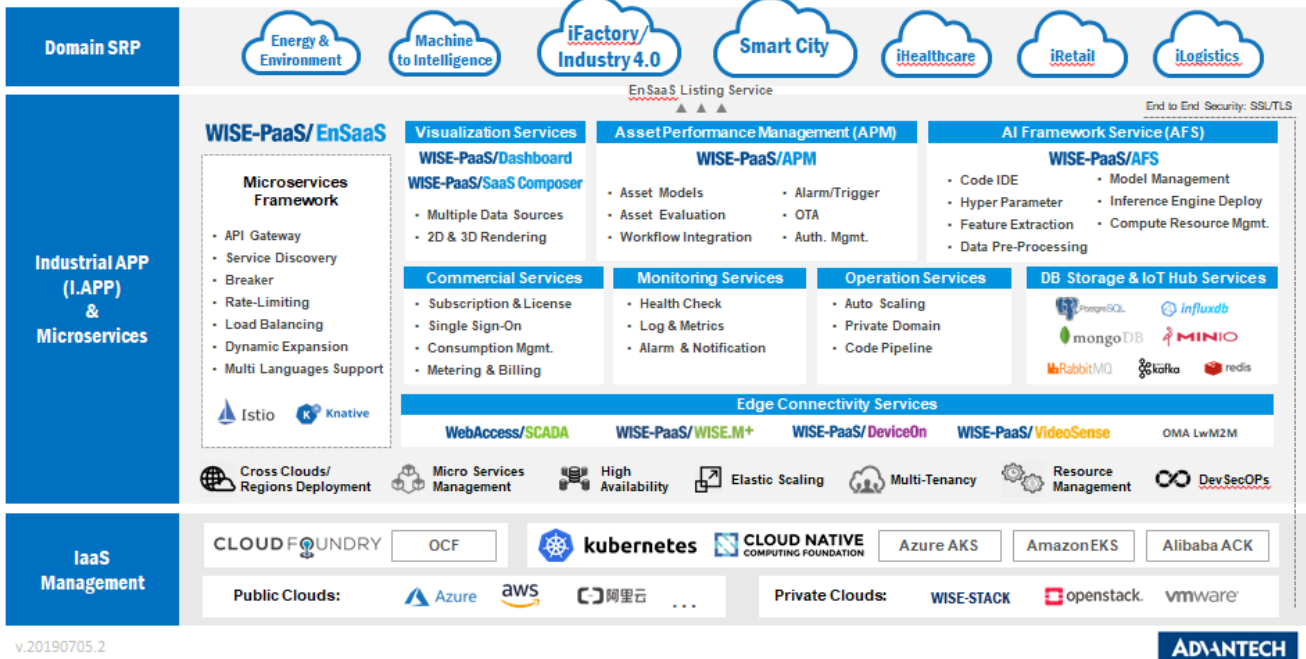 Domain SRP
Energy &
Environment
Machine
to Intelligence
iFactory/
Industry 4.0
Smart City
iHealthcare
iRetail
iLogistics
EnSaaS Listing Service
End to End Security: SSL/TLS
Industrial APP
(I.APP)
&
Microservices
WISE-PaaS/EnSaaS
Microservices
Framework
· API Gateway
· Service Discovery
· Breaker
· Rate-Limiting
· Load Balancing
· Dynamic Expansion
· Multi Languages Support
Istio
Knative
Visualization Services
WISE-PaaS/Dashboard
WISE-PaaS/SaaS Composer
· Multiple Data Sources
· 2D & 3D Rendering
Asset Performance Management (APM)
WISE-PaaS/APM
· Asset Models
· Asset Evaluation
· Workflow Integration
· Alarm/Trigger
· OTA
· Auth. Mgmt.
AI Framework Service (AFS)
WISE-PaaS/AFS
· Code IDE
· Hyper Parameter
· Feature Extraction
· Data Pre-Processing
· Model Management
· Inference Engine Deploy
· Compute Resource Mgmt.
Commercial Services
· Subscription & License
· Single Sign-On
· Consumption Mgmt.
· Metering & Billing
Monitoring Services
· Health Check
· Log & Metrics
· Alarm & Notification
Operation Services
· Auto Scaling
· Private Domain
· Code Pipeline
DB Storage & IoT Hub Services
PostgreSQL
influxdb
mongoDB
MINIO
RabbitMQ
kafka
redis
Edge Connectivity Services
WebAccess/SCADA
WISE-PaaS/WISE.M+
WISE-PaaS/DeviceOn
WISE-PaaS/VideoSense
OMA LwM2M
Cross Clouds/
Regions Deployment
Micro Services
Management
High
Availability
Elastic Scaling
Multi-Tenancy
Resource
Management
DevSecOPs
IaaS
Management
CLOUD FOUNDRY
OCF
kubernetes
CLOUD NATIVE
COMPUTING FOUNDATION
Azure AKS
Amazon EKS
Alibaba ACK
Public Clouds:
Azure
aws
阿里云
...
Private Clouds:
WISE-STACK
openstack.
vmware
v.20190705.2
ADVANTECH